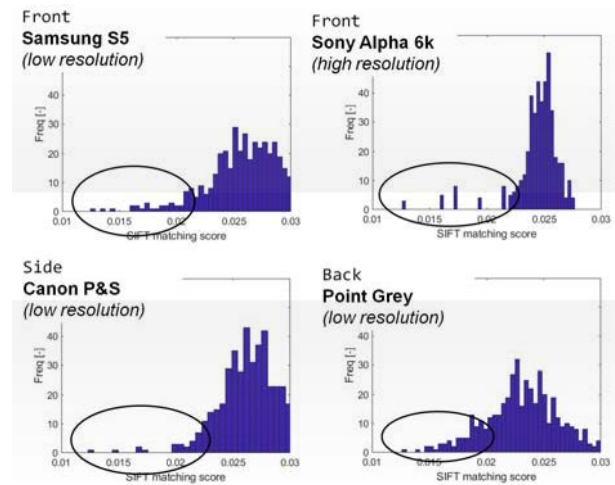 Front
Samsung S5
(low resolution)
Freq [-]
40
30
20
10
0
0.01
0.015
0.02
0.025
0.03
SIFT matching score
Front
Sony Alpha 6k
(high resolution)
Freq [-]
50
40
30
20
10
0
0.01
0.015
0.02
0.025
0.03
SIFT matching score
Side
Canon P&S
(low resolution)
Freq [-]
40
30
20
10
0
0.01
0.015
0.02
0.025
0.03
SIFT matching score
Back
Point Grey
(low resolution)
Freq [-]
40
30
20
10
0
0.01
0.015
0.02
0.025
0.03
SIFT matching score